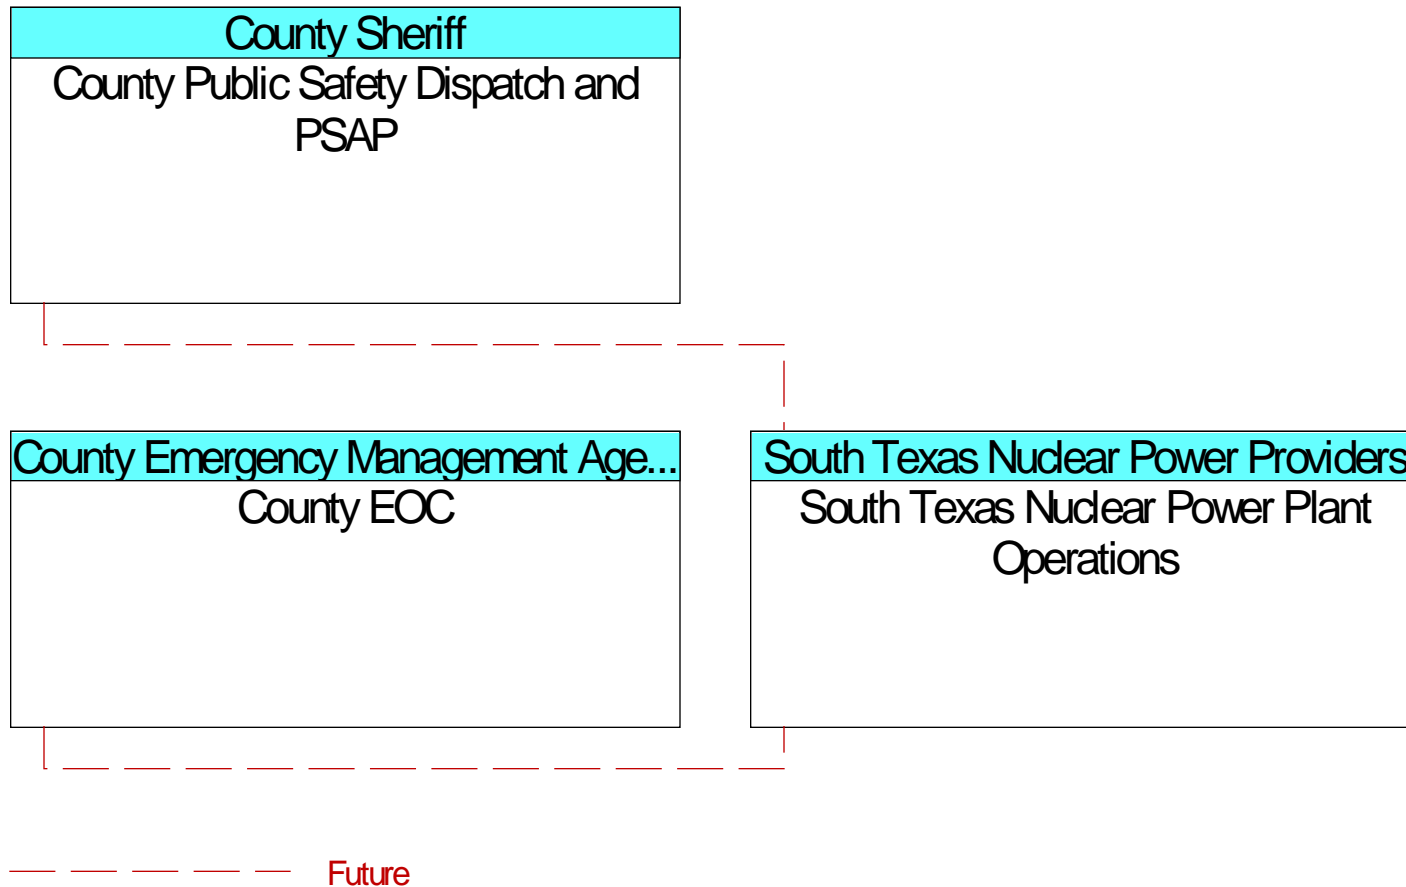 County Sheriff
County Public Safety Dispatch and
PSAP
County Emergency Management Age...
County EOC
South Texas Nuclear Power Providers
South Texas Nuclear Power Plant
Operations
Future